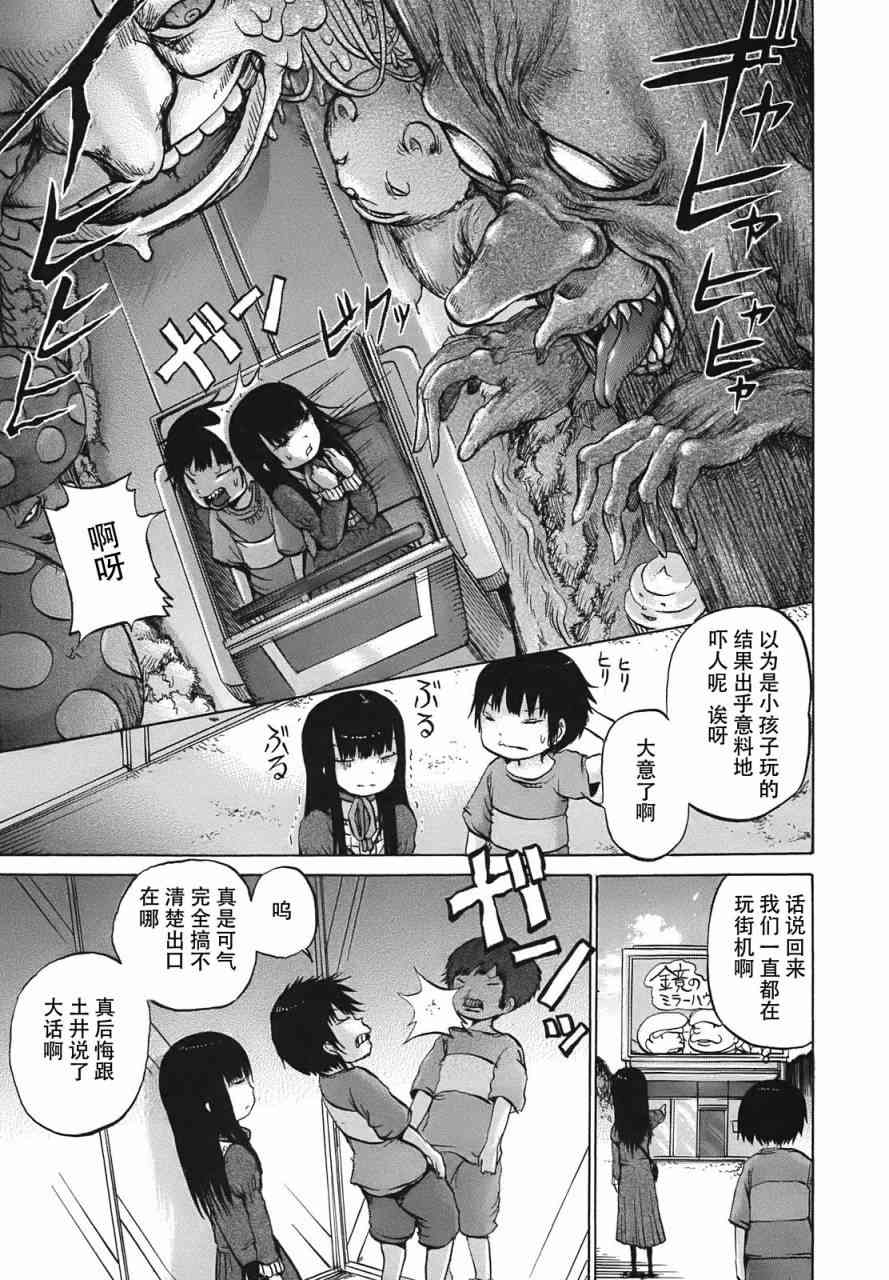 ギャ
ヒャ
ヒャ
ヒャ
イ
ヒ
ヒ
ヒ
ビクッ
ガーン
啊呀
以为是小孩子玩的
结果出乎意料地
吓人呢 诶呀
大意了啊
ヒリ
ヒリ
ぶる
ぶる
话说回来
我们一直都在
玩街机啊
鏡の
ミラーハウ
ガン
呜
真是可气
完全搞不
清楚出口
在哪
真后悔跟
土井说了
大话啊